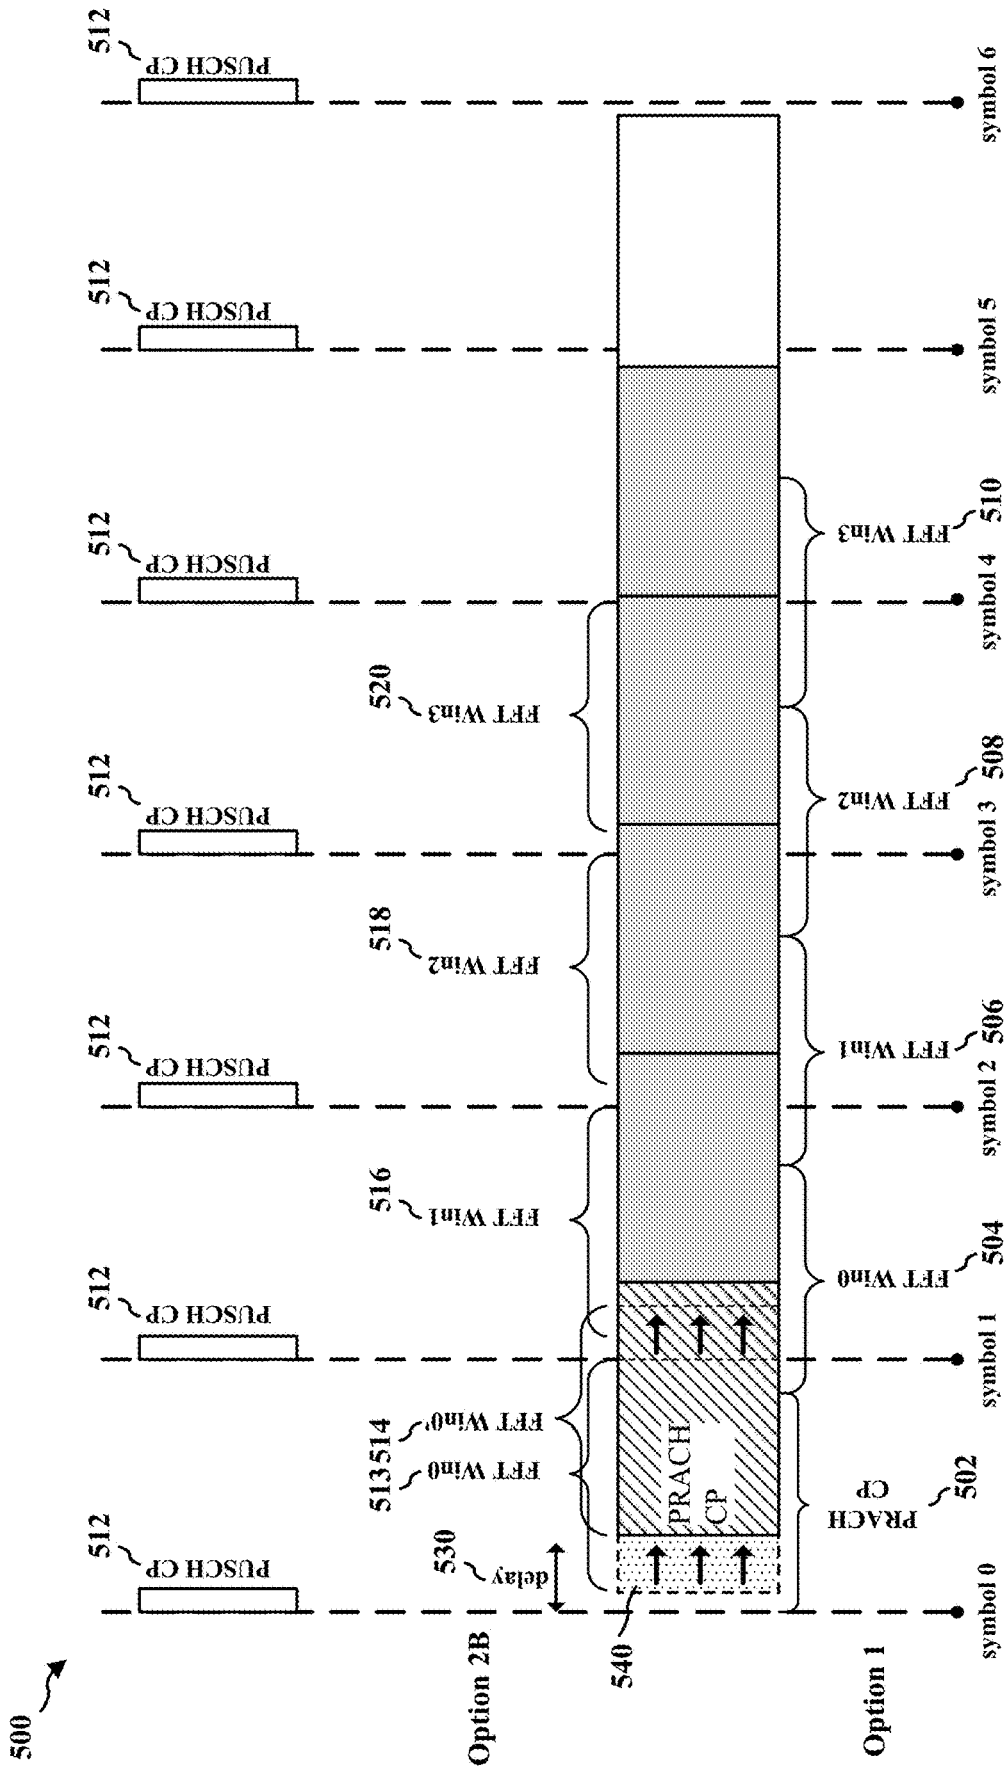 500
512
PUSCH CP
512
PUSCH CP
512
PUSCH CP
512
PUSCH CP
512
PUSCH CP
512
PUSCH CP
512
PUSCH CP
Option 2B
530
delay
513
FFT Win0
514
FFT Win0'
516
FFT Win1
518
FFT Win2
520
FFT Win3
540
PRACH
CP
Option 1
PRACH
CP
502
FFT Win0
504
FFT Win1
506
FFT Win2
508
FFT Win3
510
symbol 0
symbol 1
symbol 2
symbol 3
symbol 4
symbol 5
symbol 6